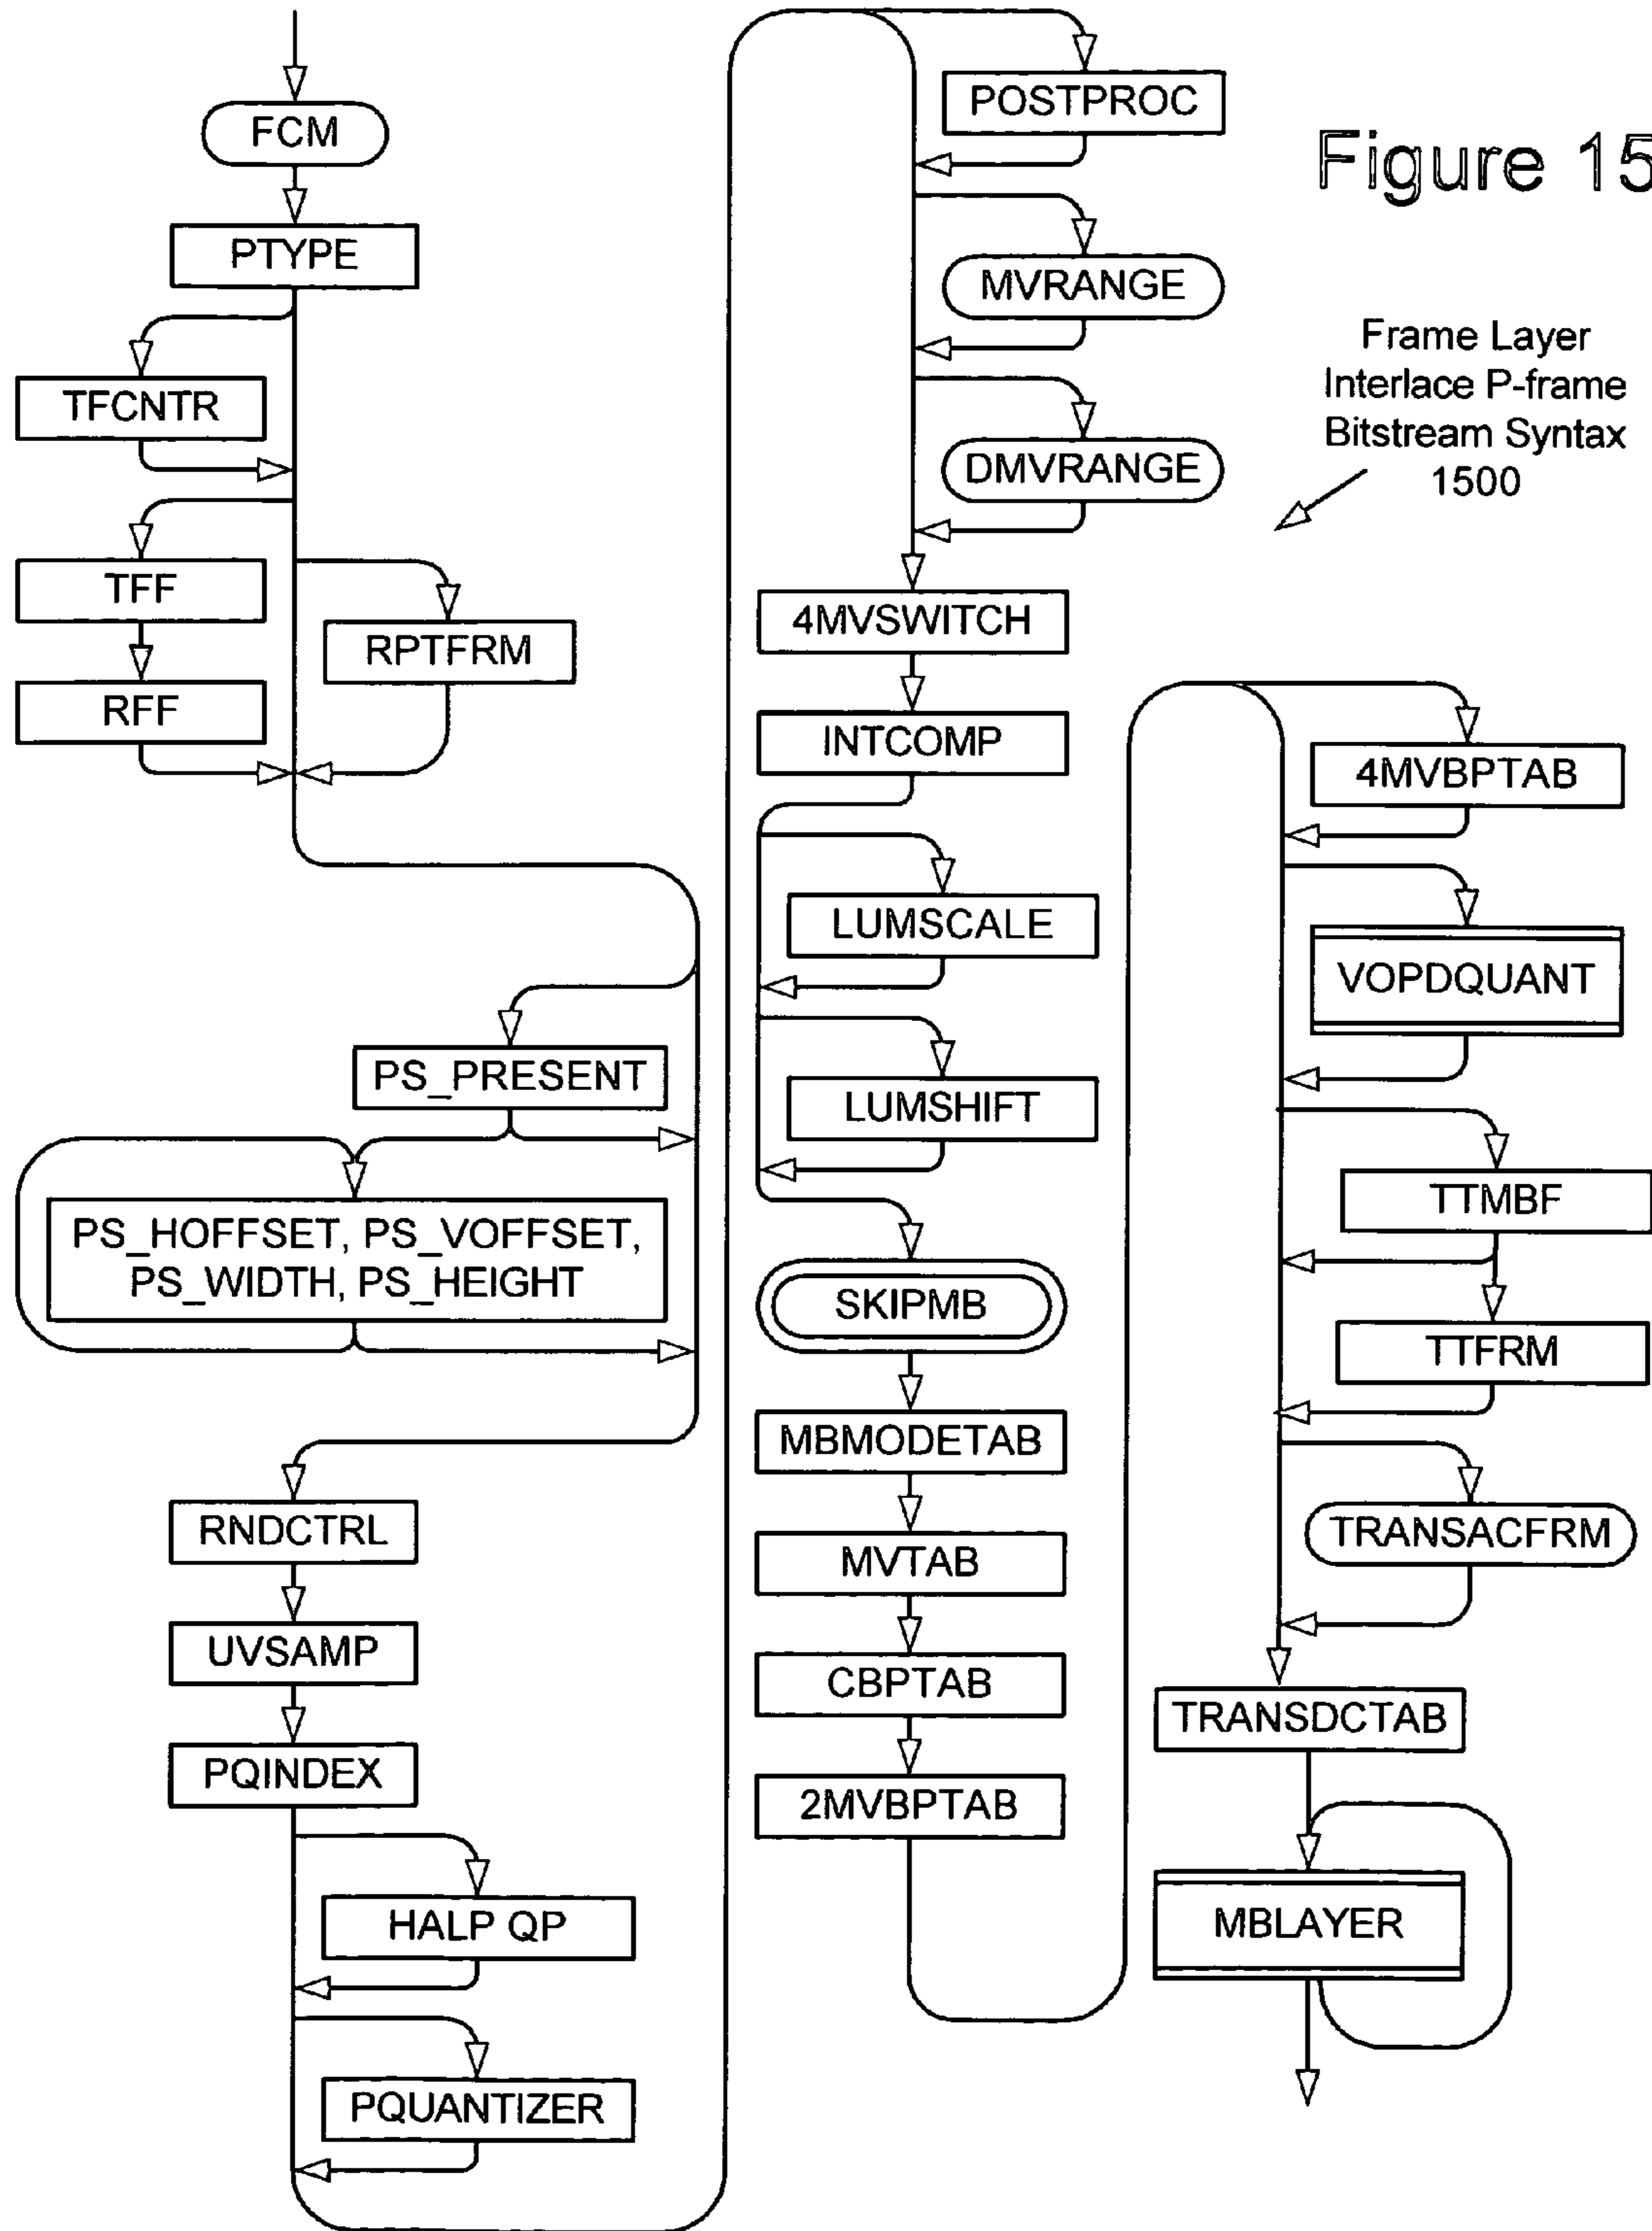 FCM
PTYPE
TFCNTR
TFF
RPTFRM
RFF
PS_PRESENT
PS_HOFFSET, PS_VOFFSET,
PS_WIDTH, PS_HEIGHT
RNDCTRL
UVSAMP
PQINDEX
HALP QP
PQUANTIZER
POSTPROC
MVRANGE
DMVRANGE
4MVSWITCH
INTCOMP
LUMSCALE
LUMSHIFT
SKIPMB
MBMODETAB
MVTAB
CBPTAB
2MVBPTAB
Figure 15
Frame Layer
Interlace P-frame
Bitstream Syntax
1500
4MVBPTAB
VOPDQUANT
TTMBF
TTFRM
TRANSACFRM
TRANSDCTAB
MBLAYER